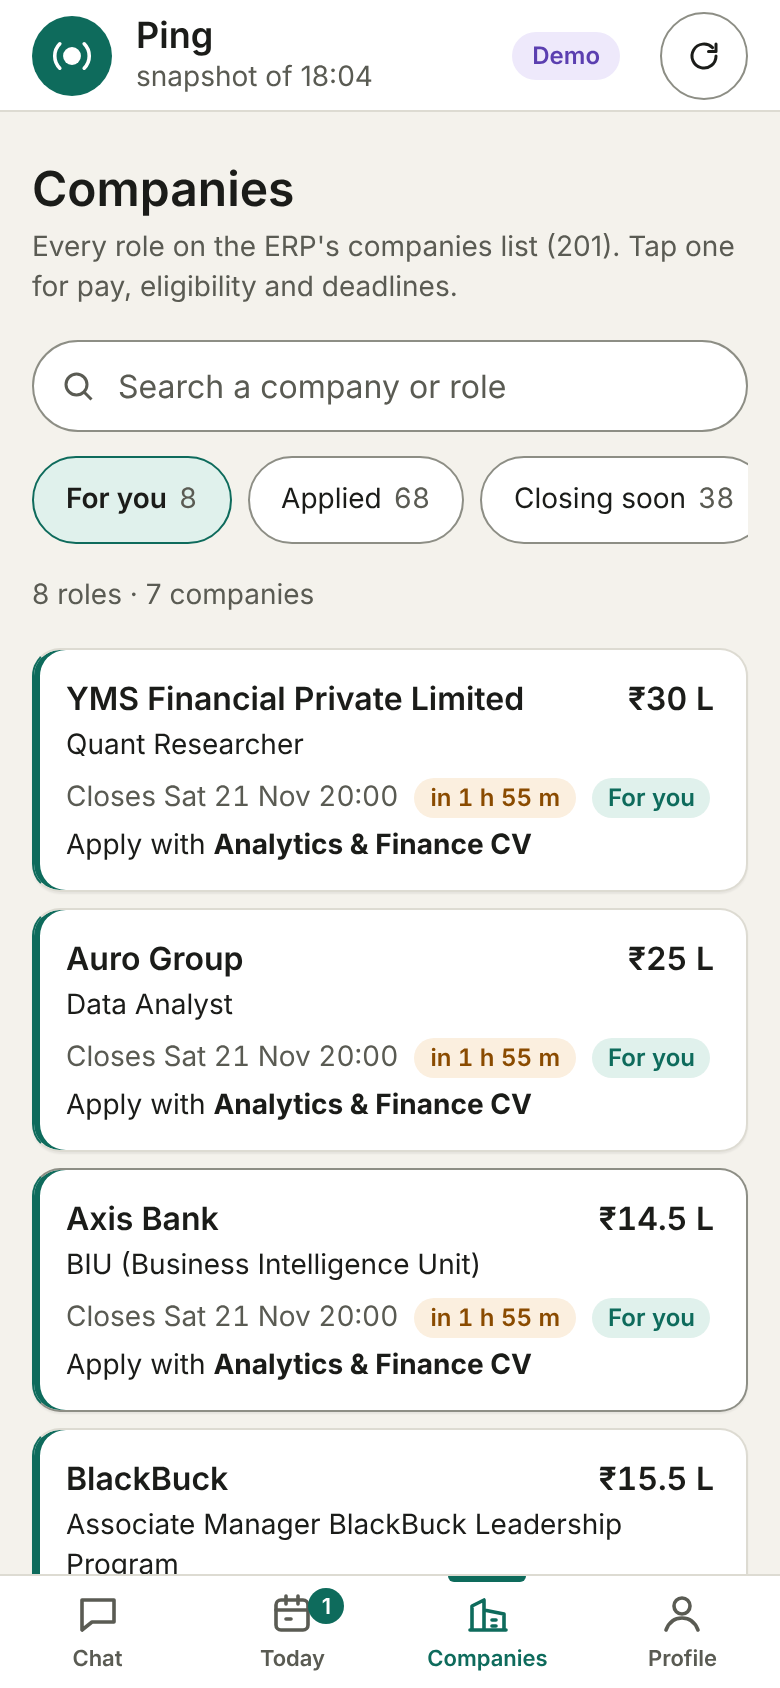 Ping
snapshot of 18:04
Demo
Companies
Every role on the ERP's companies list (201). Tap one
for pay, eligibility and deadlines.
Search a company or role
For you 8
Applied 68
Closing soon 38
8 roles · 7 companies
YMS Financial Private Limited ₹30 L
Quant Researcher
Closes Sat 21 Nov 20:00 in 1 h 55 m For you
Apply with Analytics & Finance CV
Auro Group ₹25 L
Data Analyst
Closes Sat 21 Nov 20:00 in 1 h 55 m For you
Apply with Analytics & Finance CV
Axis Bank ₹14.5 L
BIU (Business Intelligence Unit)
Closes Sat 21 Nov 20:00 in 1 h 55 m For you
Apply with Analytics & Finance CV
BlackBuck ₹15.5 L
Associate Manager BlackBuck Leadership
Program
1
Chat
Today
Companies
Profile